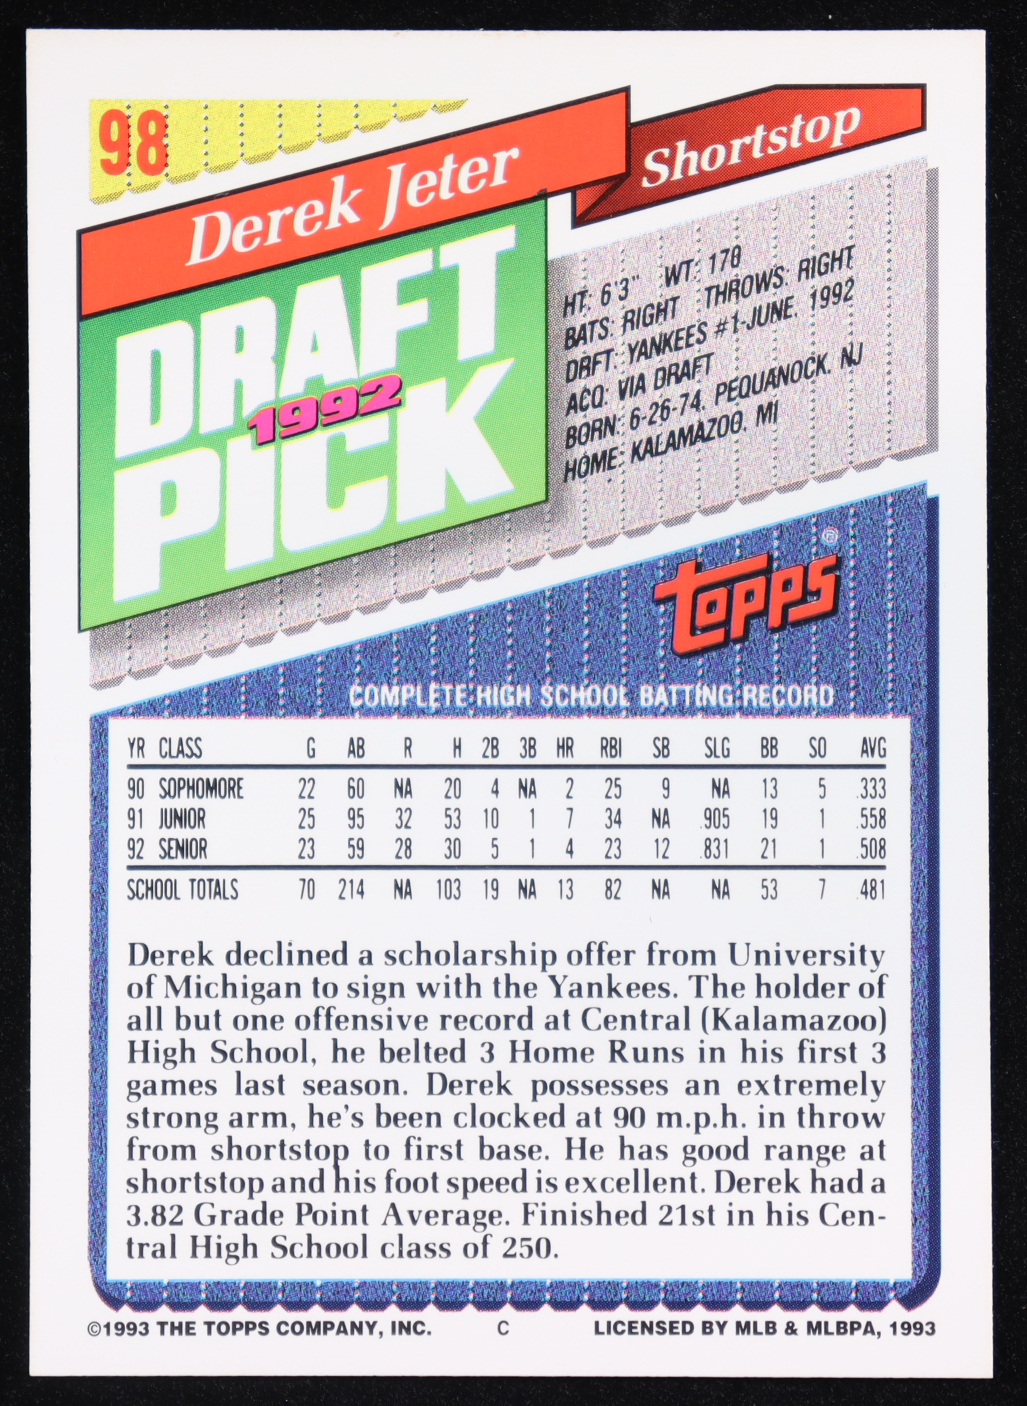 98
Derek Jeter
Shortstop
DRAFT
1992
PICK
HT: 6'3" WT: 178
BATS: RIGHT THROWS: RIGHT
DRFT: YANKEES #1-JUNE, 1992
ACQ: VIA DRAFT
BORN: 6-26-74, PEQUANOCK, NJ
HOME: KALAMAZOO, MI
topps®
COMPLETE HIGH SCHOOL BATTING RECORD
YR CLASS G AB R H 2B 3B HR RBI SB SLG BB SO AVG
90 SOPHOMORE 22 60 NA 20 4 NA 2 25 9 NA 13 5 .333
91 JUNIOR 25 95 32 53 10 1 7 34 NA .905 19 1 .558
92 SENIOR 23 59 28 30 5 1 4 23 12 .831 21 1 .508
SCHOOL TOTALS 70 214 NA 103 19 NA 13 82 NA NA 53 7 .481
Derek declined a scholarship offer from University
of Michigan to sign with the Yankees. The holder of
all but one offensive record at Central (Kalamazoo)
High School, he belted 3 Home Runs in his first 3
games last season. Derek possesses an extremely
strong arm, he's been clocked at 90 m.p.h. in throw
from shortstop to first base. He has good range at
shortstop and his foot speed is excellent. Derek had a
3.82 Grade Point Average. Finished 21st in his Cen-
tral High School class of 250.
©1993 THE TOPPS COMPANY, INC. C LICENSED BY MLB & MLBPA, 1993